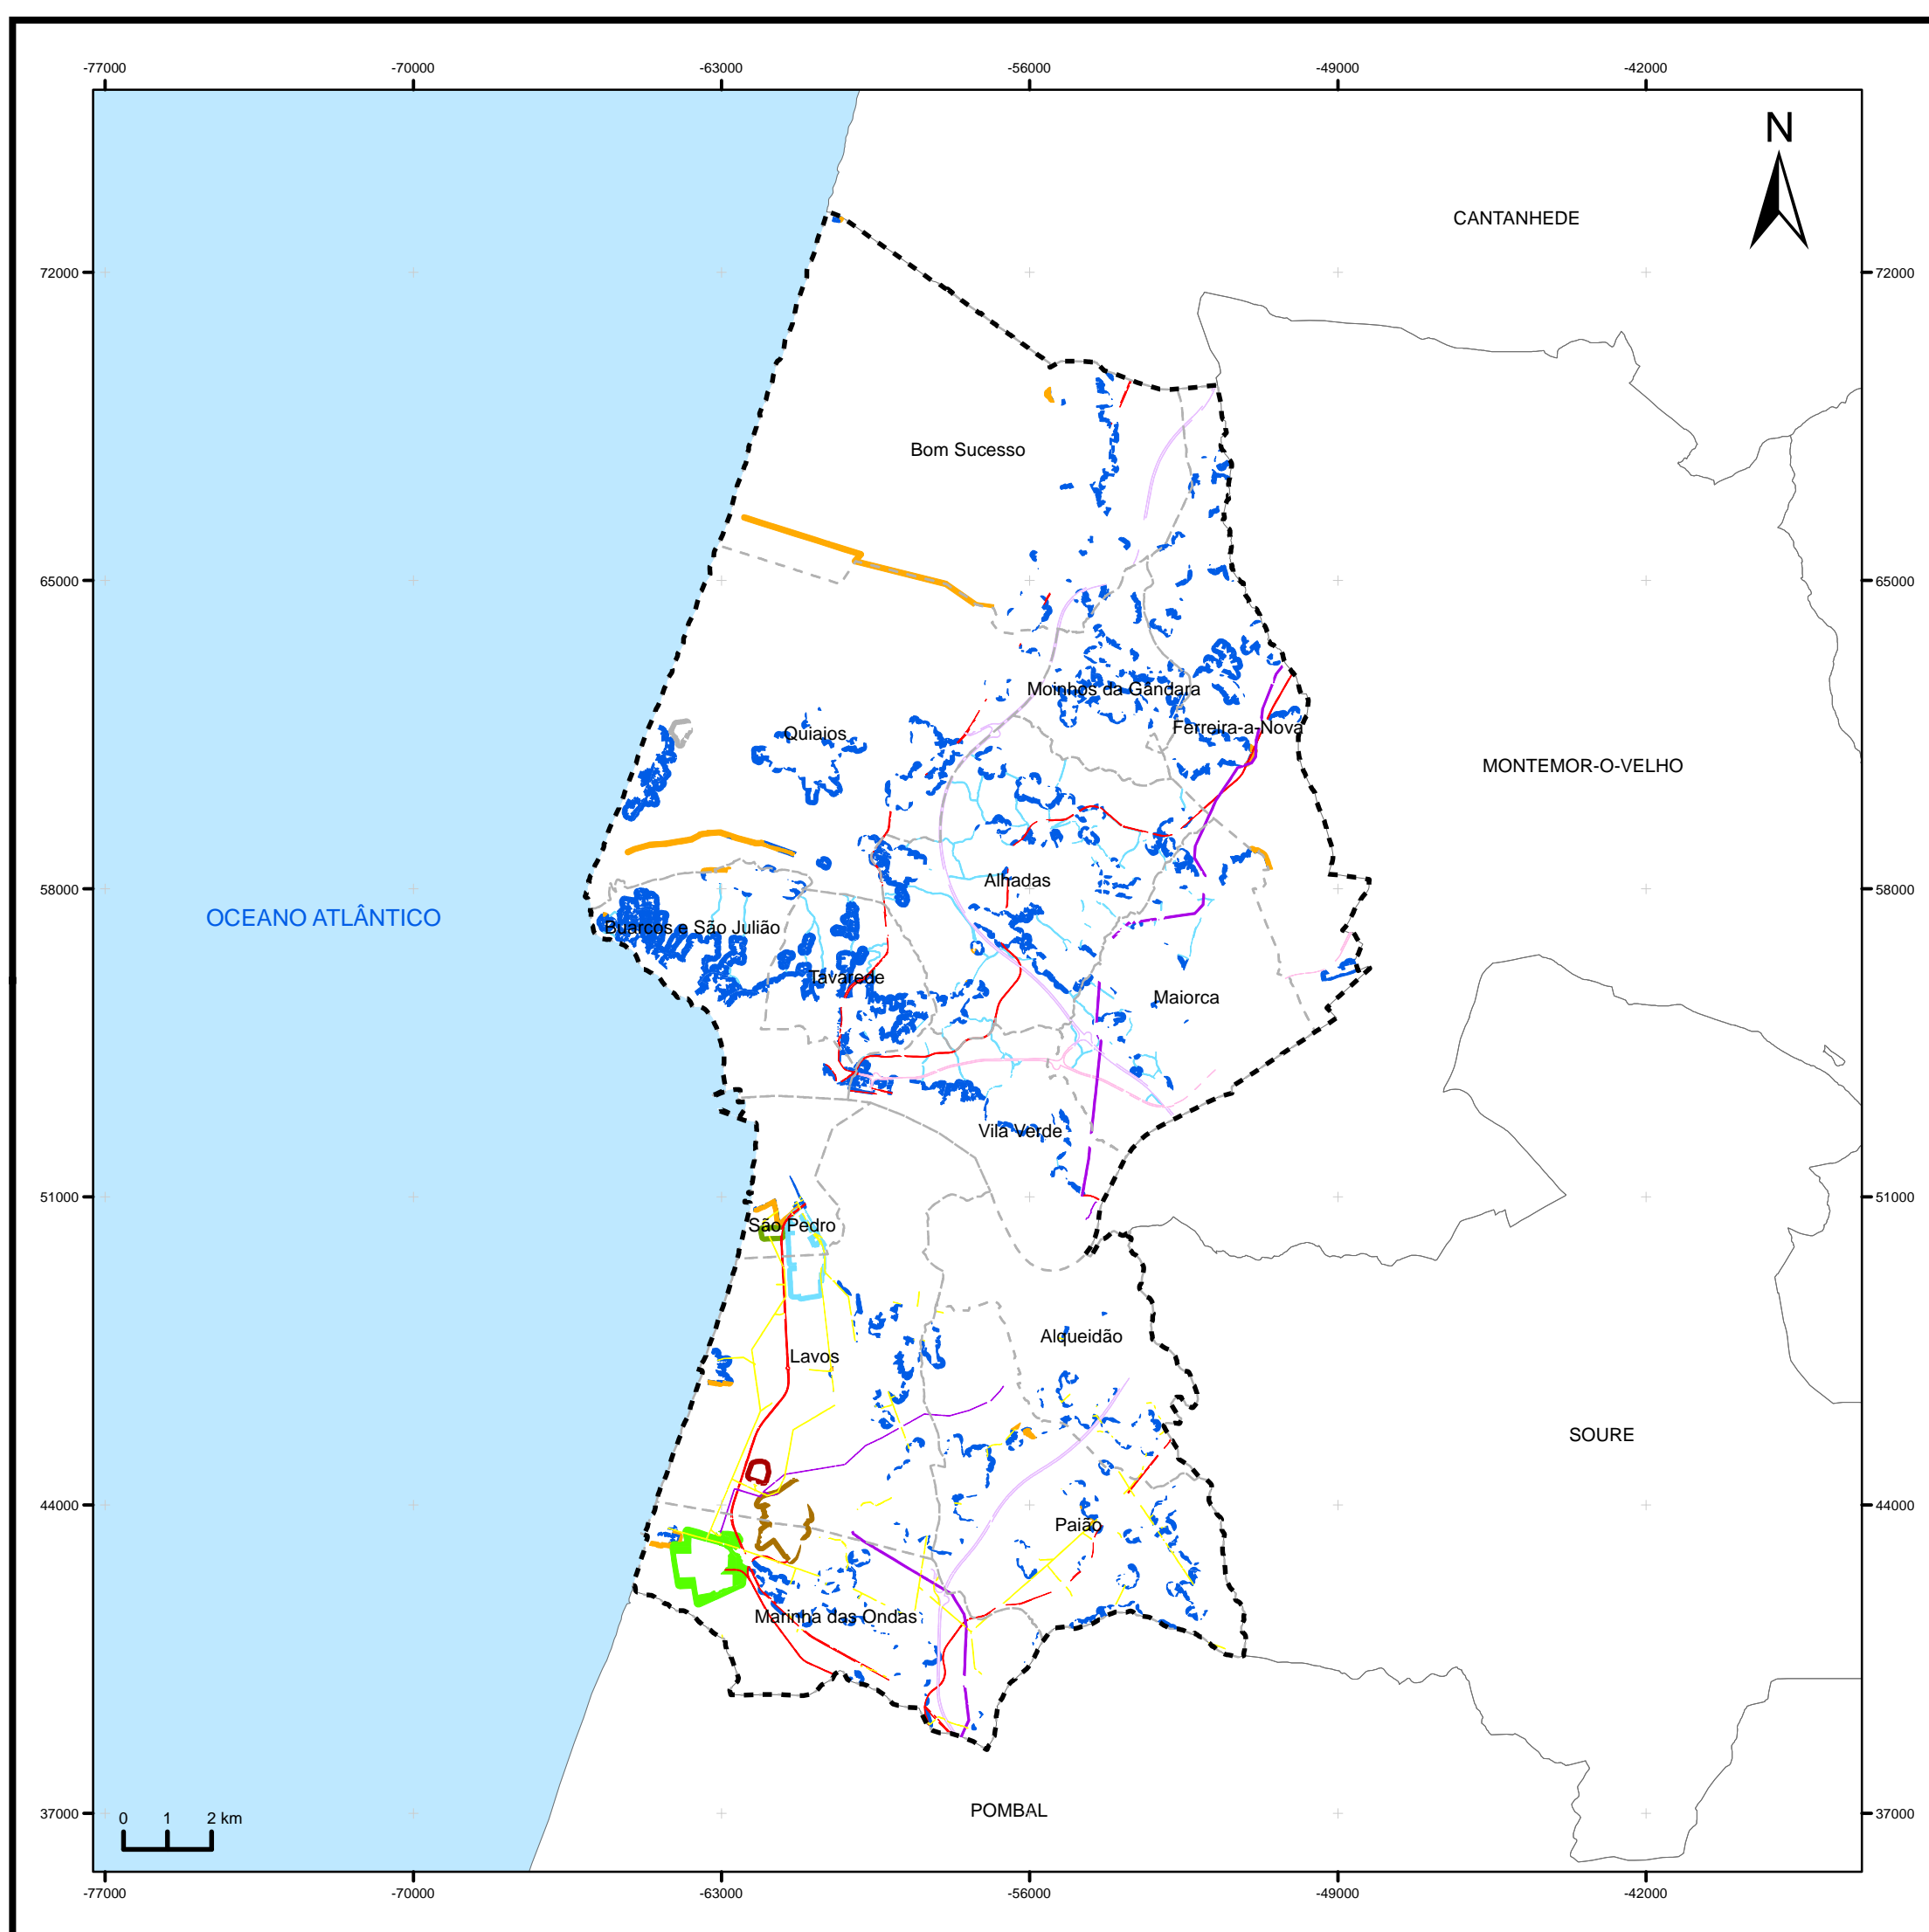 -77000 -70000 -63000 -56000 -49000 -42000
N
CANTANHEDE
72000 72000
Bom Sucesso
65000 65000
Moinhos da Gândara
Ferreira-a-Nova
Quiaios
MONTEMOR-O-VELHO
Alhadas
58000 58000
OCEANO ATLÂNTICO
Buarcos e São Julião
Tavarede
Maiorca
Vila Verde
51000 51000
São Pedro
Alqueidão
Lavos
SOURE
44000 44000
Paião
Marinha das Ondas
POMBAL
37000 37000
0 1 2 km
-77000 -70000 -63000 -56000 -49000 -42000